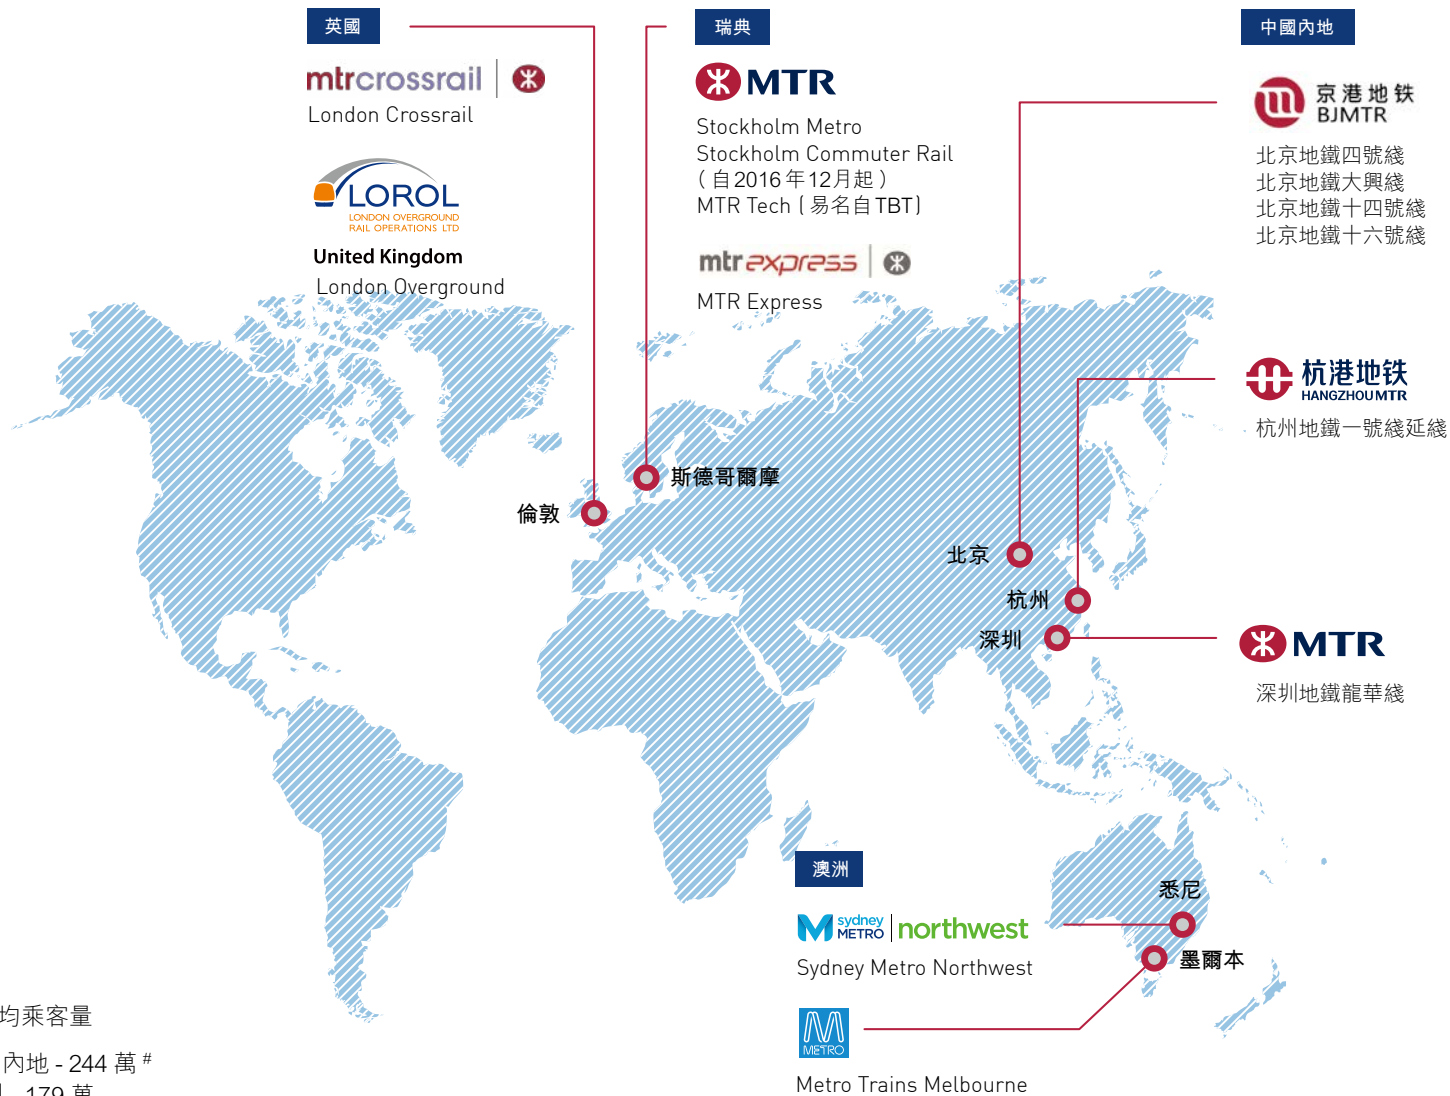 英國
mtrcrossrail
London Crossrail
LOROL
LONDON OVERGROUND
RAIL OPERATIONS LTD
United Kingdom
London Overground
瑞典
MTR
Stockholm Metro
Stockholm Commuter Rail
（自2016年12月起）
MTR Tech (易名自TBT)
mtrexpress
MTR Express
中國內地
京港地铁
BJMTR
北京地鐵四號綫
北京地鐵大興綫
北京地鐵十四號綫
北京地鐵十六號綫
杭港地铁
HANGZHOUMTR
杭州地鐵一號綫延綫
MTR
深圳地鐵龍華綫
斯德哥爾摩
倫敦
北京
杭州
深圳
澳洲
sydney
METRO
northwest
Sydney Metro Northwest
METRO
Metro Trains Melbourne
悉尼
墨爾本
均乘客量
內地 - 244 萬 #
- 179 萬